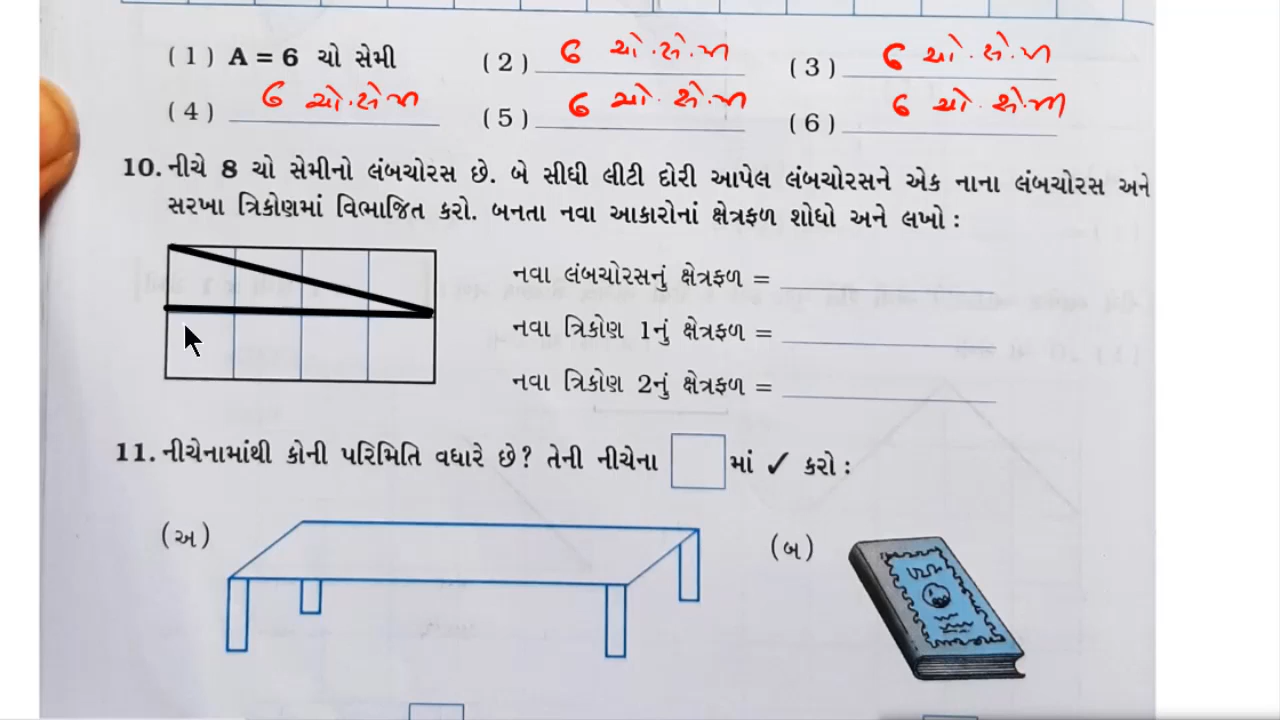 (1) A = 6 ચો સેમી (2) 6 ચો.સે.મી (3) 6 ચો.સે.મી
(4) 6 ચો.સેમી (5) 6 ચો.સે.મી (6) 6 ચો સેમી
10. નીચે 8 ચો સેમીનો લંબચોરસ છે. બે સીધી લીટી દોરી આપેલ લંબચોરસને એક નાના લંબચોરસ અને
સરખા ત્રિકોણમાં વિભાજિત કરો. બનતા નવા આકારોનાં ક્ષેત્રફળ શોધો અને લખો :
નવા લંબચોરસનું ક્ષેત્રફળ =
નવા ત્રિકોણ 1નું ક્ષેત્રફળ =
નવા ત્રિકોણ 2નું ક્ષેત્રફળ =
11. નીચેનામાંથી કોની પરિમિતિ વધારે છે? તેની નીચેના માં ✓ કરો :
(અ) (બ)